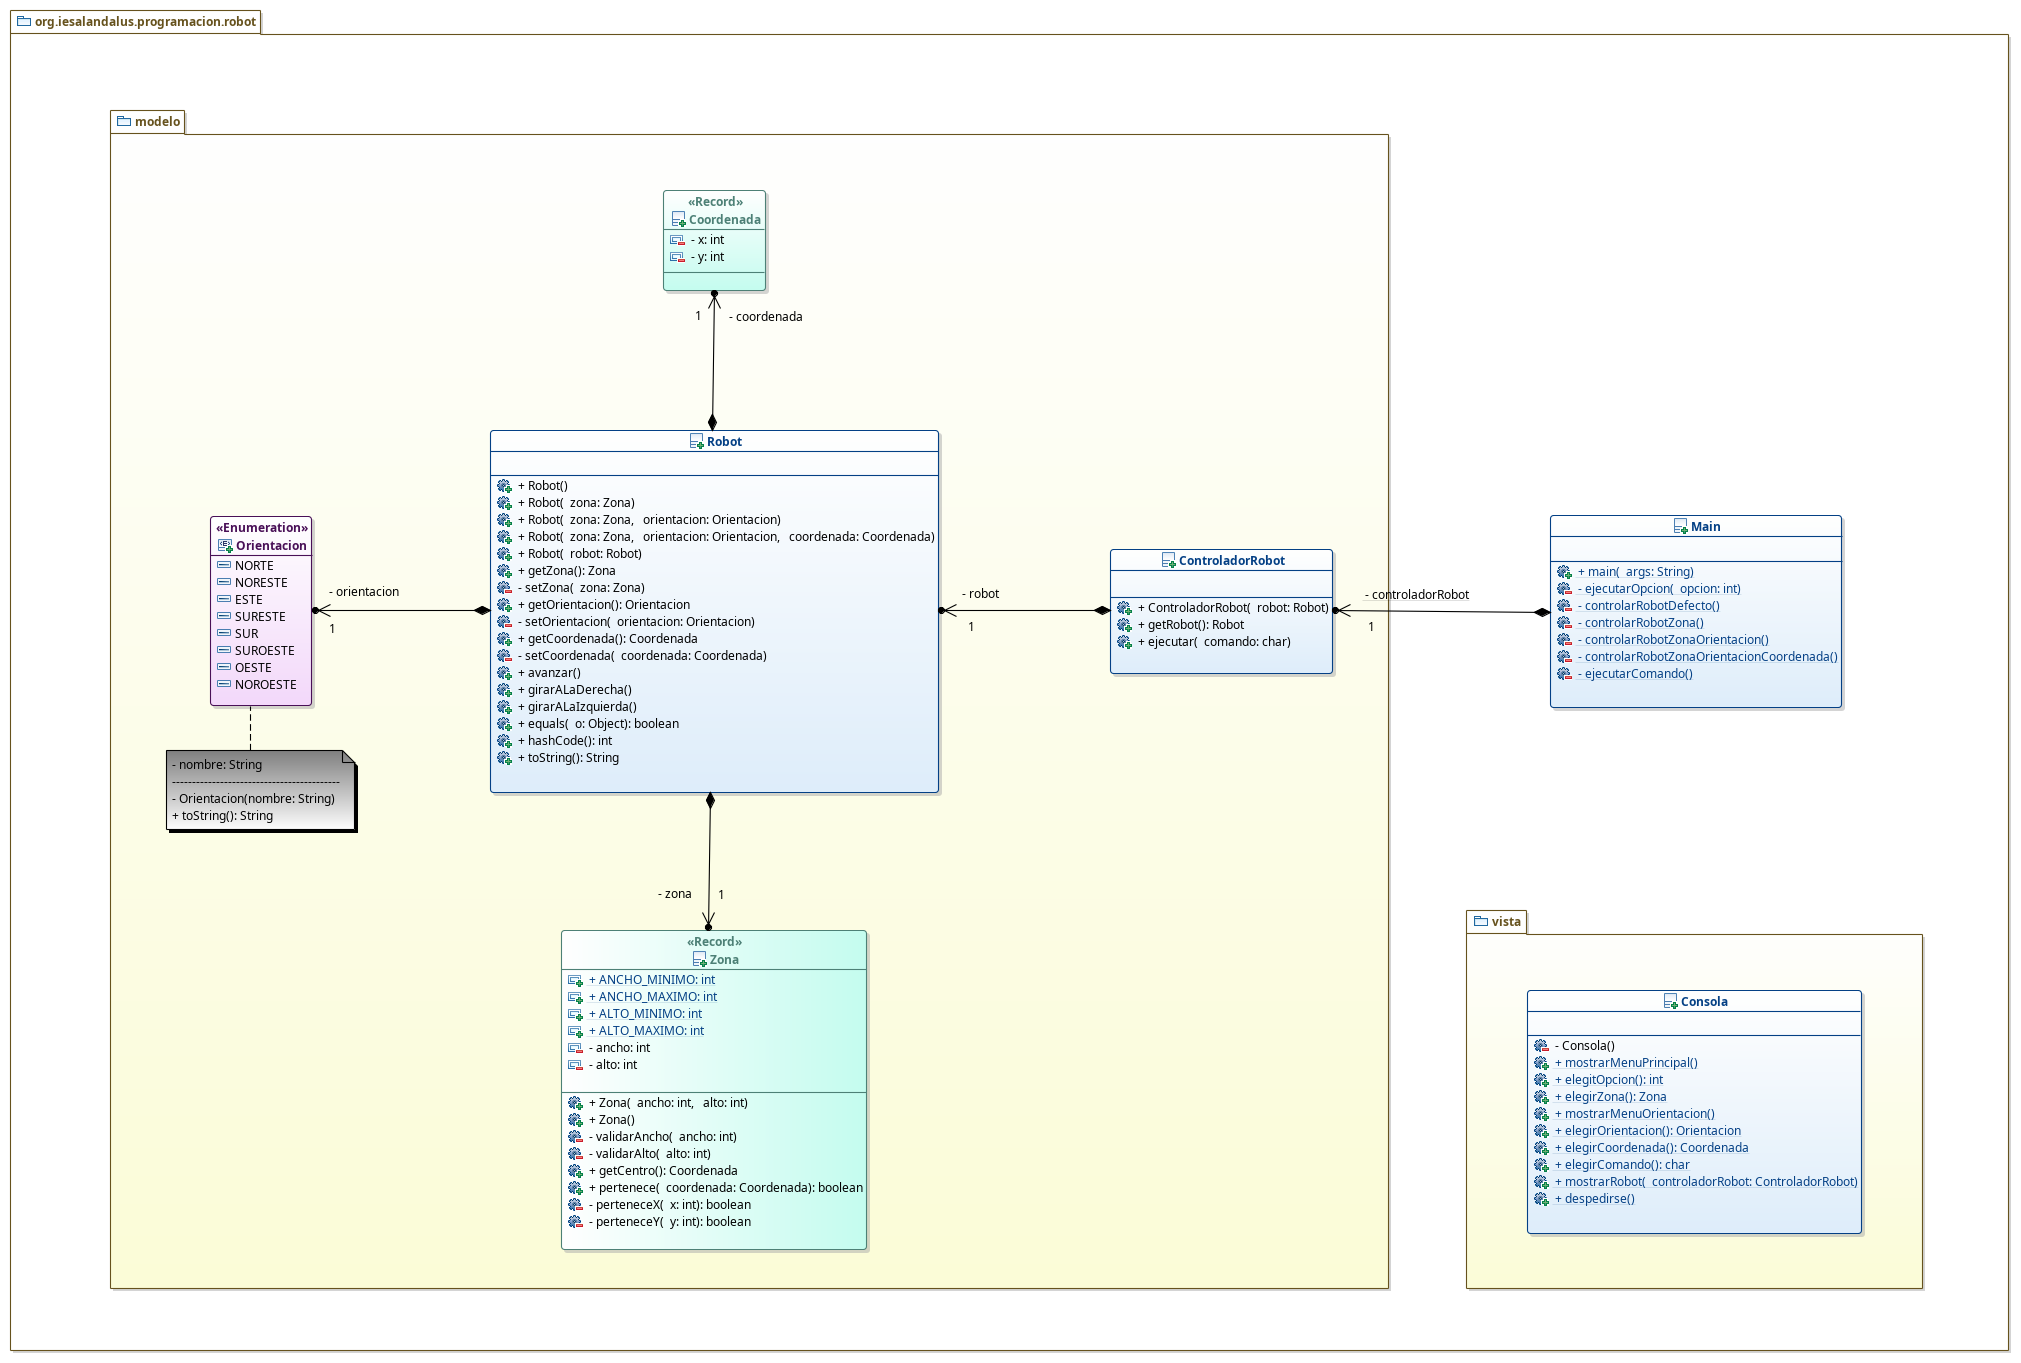 org.iesalandalus.programacion.robot
modelo
«Record»
Coordenada
- x: int
- y: int
1
- coordenada
Robot
+ Robot()
+ Robot(  zona: Zona)
+ Robot(  zona: Zona,   orientacion: Orientacion)
+ Robot(  zona: Zona,   orientacion: Orientacion,   coordenada: Coordenada)
+ Robot(  robot: Robot)
+ getZona(): Zona
- setZona(  zona: Zona)
+ getOrientacion(): Orientacion
- setOrientacion(  orientacion: Orientacion)
+ getCoordenada(): Coordenada
- setCoordenada(  coordenada: Coordenada)
+ avanzar()
+ girarALaDerecha()
+ girarALaIzquierda()
+ equals(  o: Object): boolean
+ hashCode(): int
+ toString(): String
«Enumeration»
Orientacion
NORTE
NORESTE
ESTE
SURESTE
SUR
SUROESTE
OESTE
NOROESTE
- orientacion
1
- nombre: String
------------------------------------------
- Orientacion(nombre: String)
+ toString(): String
- robot
1
ControladorRobot
+ ControladorRobot(  robot: Robot)
+ getRobot(): Robot
+ ejecutar(  comando: char)
- controladorRobot
1
Main
+ main(  args: String)
- ejecutarOpcion(  opcion: int)
- controlarRobotDefecto()
- controlarRobotZona()
- controlarRobotZonaOrientacion()
- controlarRobotZonaOrientacionCoordenada()
- ejecutarComando()
- zona
1
«Record»
Zona
+ ANCHO_MINIMO: int
+ ANCHO_MAXIMO: int
+ ALTO_MINIMO: int
+ ALTO_MAXIMO: int
- ancho: int
- alto: int
+ Zona(  ancho: int,   alto: int)
+ Zona()
- validarAncho(  ancho: int)
- validarAlto(  alto: int)
+ getCentro(): Coordenada
+ pertenece(  coordenada: Coordenada): boolean
- perteneceX(  x: int): boolean
- perteneceY(  y: int): boolean
vista
Consola
- Consola()
+ mostrarMenuPrincipal()
+ elegitOpcion(): int
+ elegirZona(): Zona
+ mostrarMenuOrientacion()
+ elegirOrientacion(): Orientacion
+ elegirCoordenada(): Coordenada
+ elegirComando(): char
+ mostrarRobot(  controladorRobot: ControladorRobot)
+ despedirse()